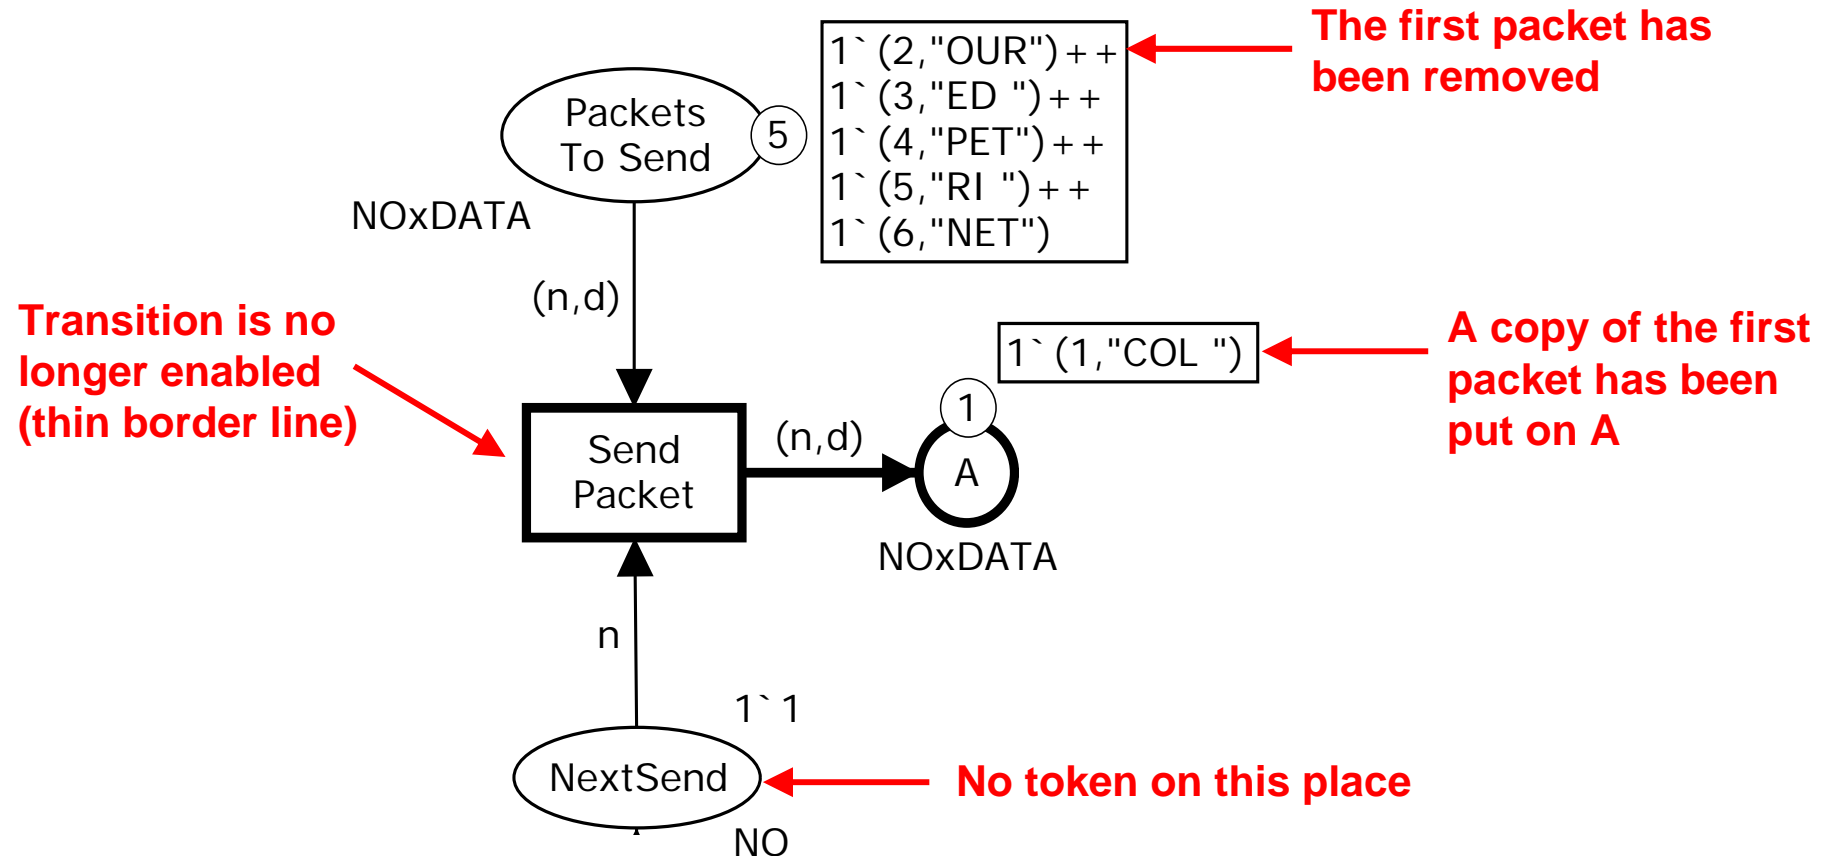 The first packet has
been removed
1`(2,"OUR")++
1`(3,"ED ")++
1`(4,"PET")++
1`(5,"RI ")++
1`(6,"NET")
Packets
To Send
5
NOxDATA
(n,d)
Transition is no
longer enabled
(thin border line)
1`(1,"COL ")
A copy of the first
packet has been
put on A
1
Send
Packet
(n,d)
A
NOxDATA
n
1`1
NextSend
No token on this place
NO